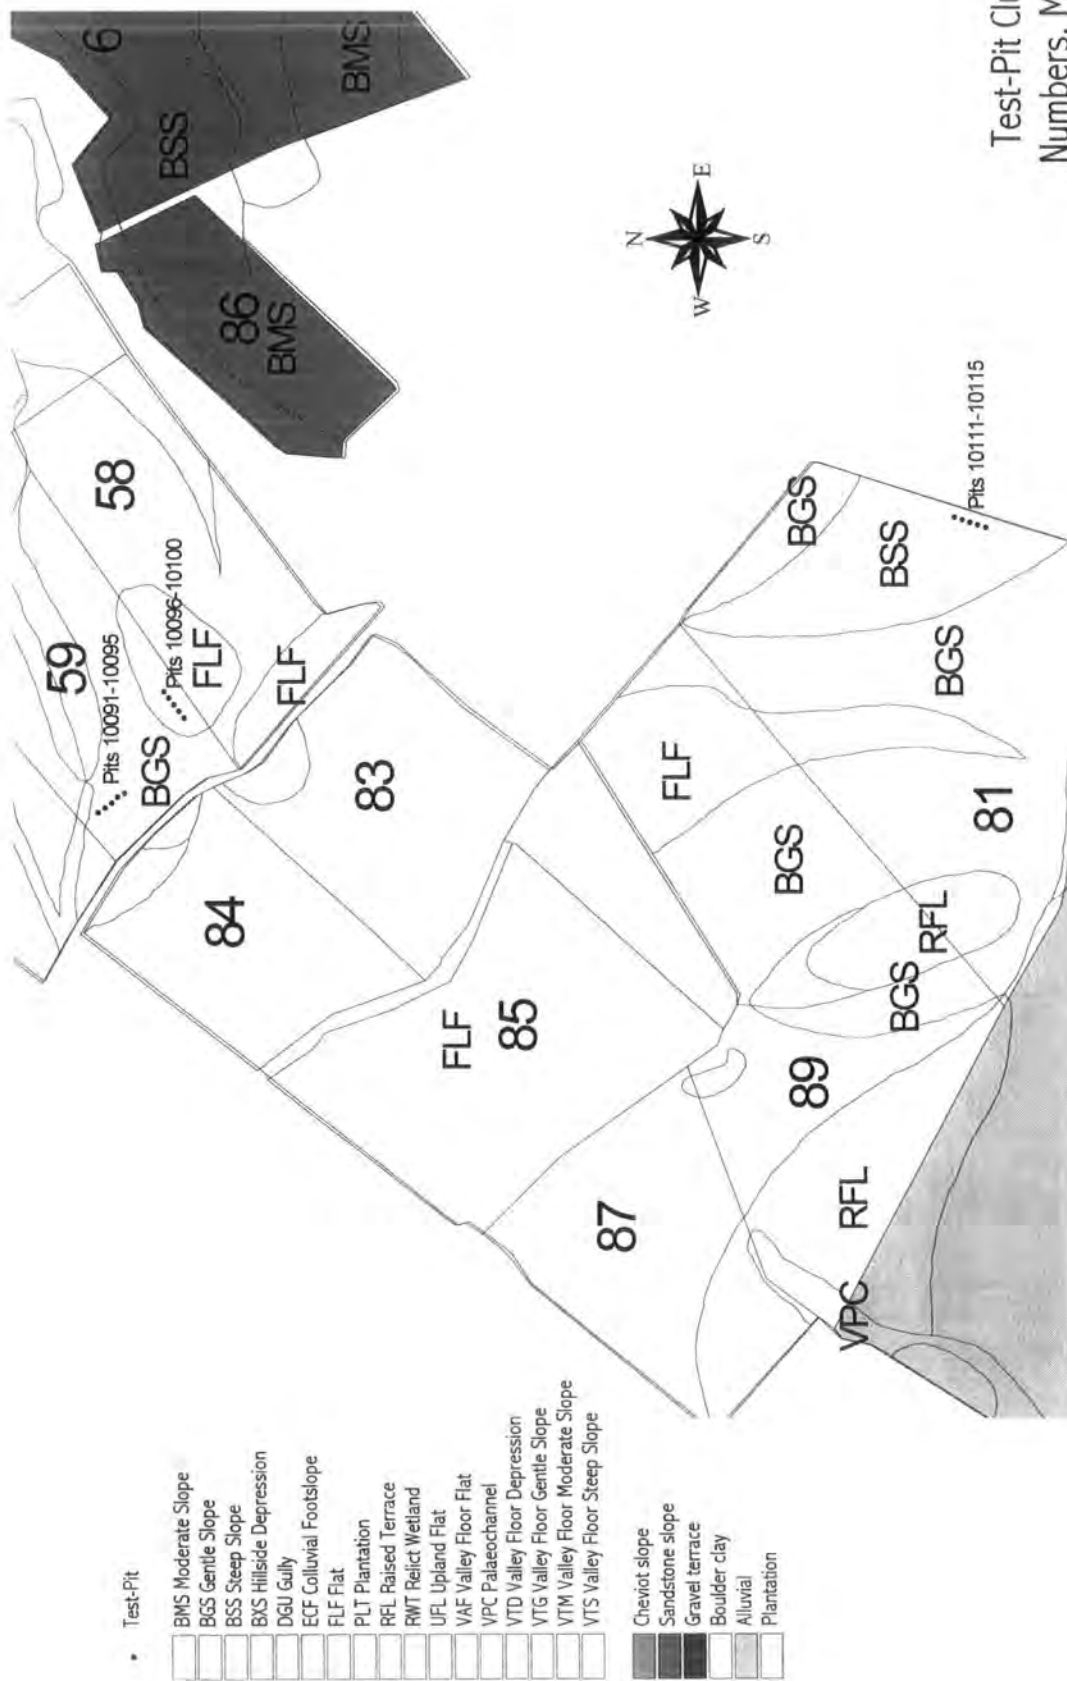 Test-Pit Clu
Numbers, M
6
BSS
BMS
86
BMS
N
E
S
W
58
59
Pits 10091-10095
Pits 10096-10100
FLF
FLF
BGS
84
83
FLF
85
87
FLF
BGS
BGS
BSS
Pits 10111-10115
BGS
81
RFL
BGS
89
RFL
VPC
Test-Pit
BMS Moderate Slope
BGS Gentle Slope
BSS Steep Slope
BXS Hillside Depression
DGU Gully
ECF Colluvial Footslope
FLF Flat
PLT Plantation
RFL Raised Terrace
RWT Relict Wetland
UFL Upland Flat
VAF Valley Floor Flat
VPC Palaeochannel
VTD Valley Floor Depression
VTG Valley Floor Gentle Slope
VTM Valley Floor Moderate Slope
VTS Valley Floor Steep Slope
Cheviot slope
Sandstone slope
Gravel terrace
Boulder clay
Alluvial
Plantation